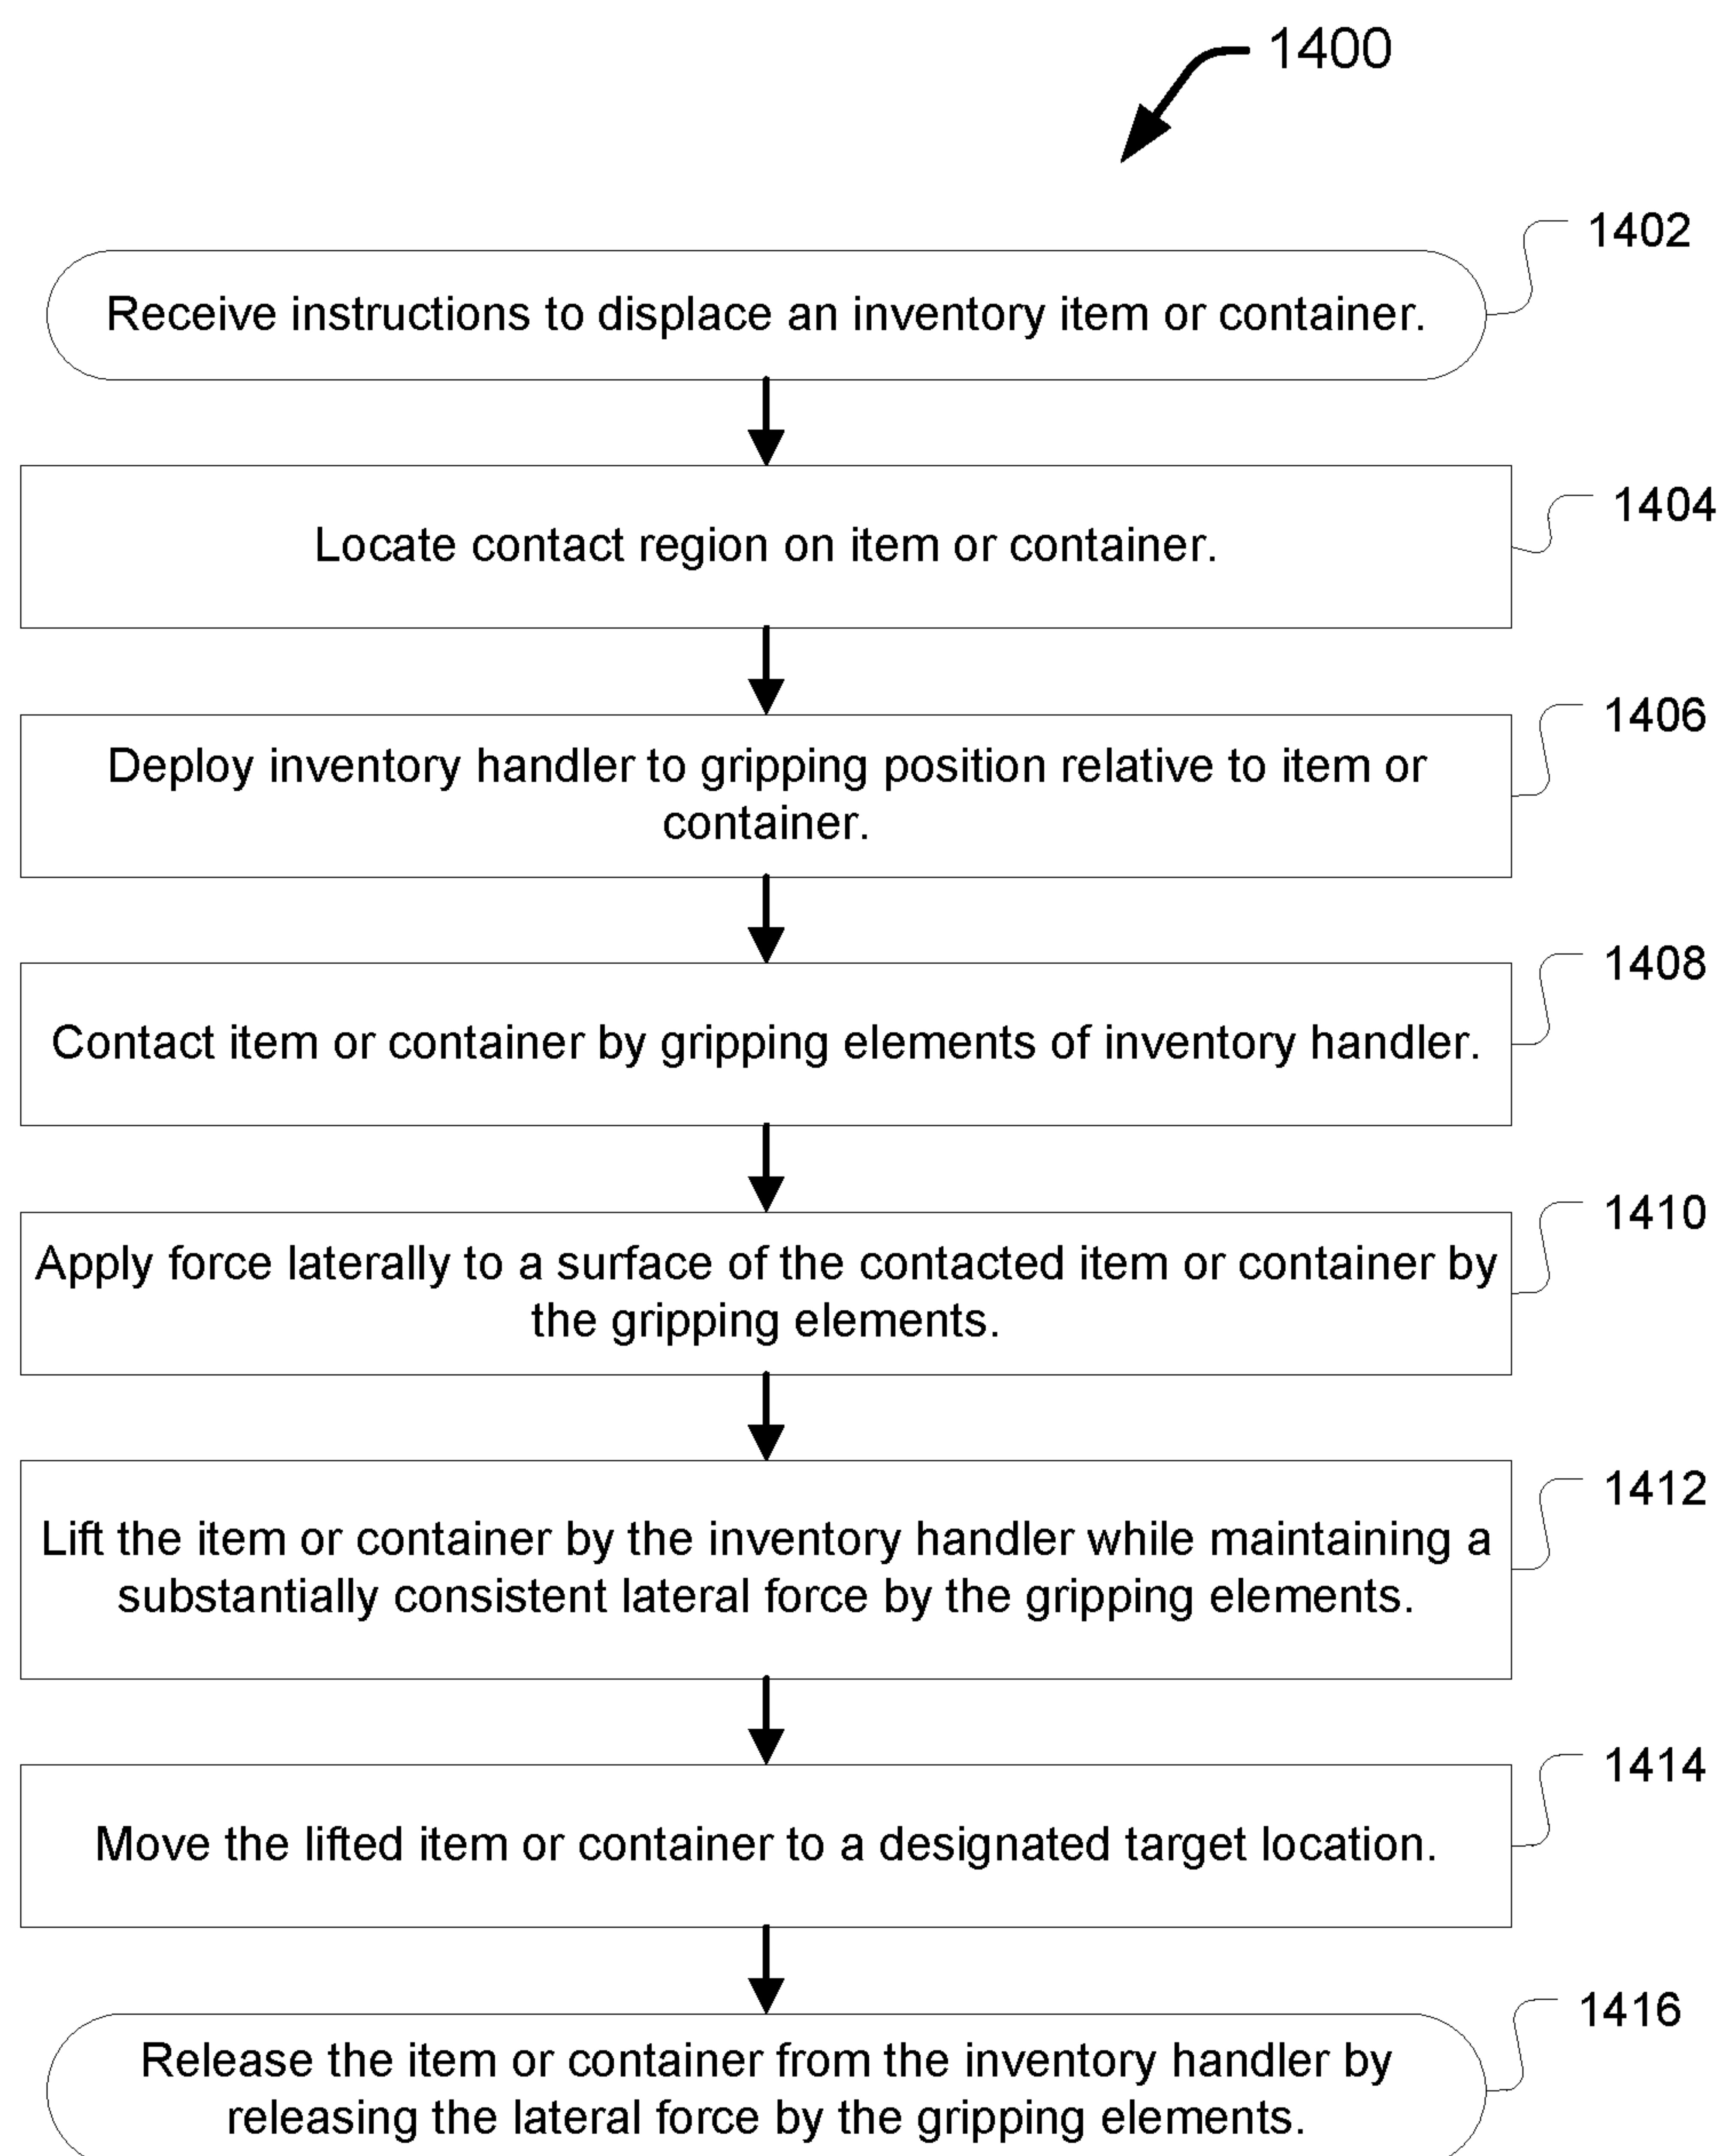 1400
1402
Receive instructions to displace an inventory item or container.
1404
Locate contact region on item or container.
1406
Deploy inventory handler to gripping position relative to item or
container.
1408
Contact item or container by gripping elements of inventory handler.
1410
Apply force laterally to a surface of the contacted item or container by
the gripping elements.
1412
Lift the item or container by the inventory handler while maintaining a
substantially consistent lateral force by the gripping elements.
1414
Move the lifted item or container to a designated target location.
1416
Release the item or container from the inventory handler by
releasing the lateral force by the gripping elements.